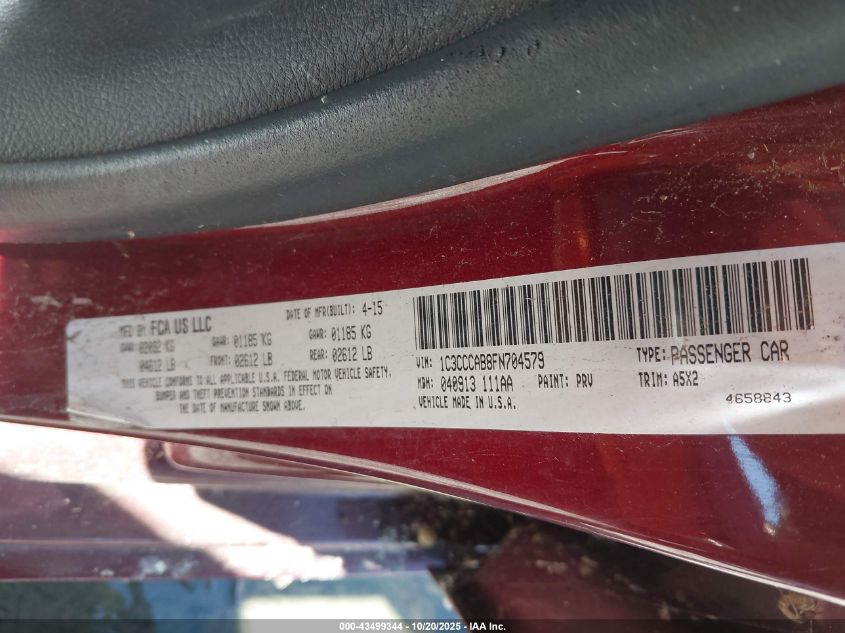 MFD BY FCA US LLC DATE OF MFR(BUILT): 4-15
GAWR: 01185 KG GAWR: 01185 KG
04612 LB FRONT: 02612 LB REAR: 02612 LB
THIS VEHICLE CONFORMS TO ALL APPLICABLE U.S.A. FEDERAL MOTOR VEHICLE SAFETY,
BUMPER AND THEFT PREVENTION STANDARDS IN EFFECT ON
THE DATE OF MANUFACTURE SHOWN ABOVE.
VIN: 1C3CCCAB8FN704579 TYPE: PASSENGER CAR
MDH: 040913 111AA PAINT: PRV TRIM: A5X2
VEHICLE MADE IN U.S.A. 4658843
000-43499344 | 10/20/2025 | IAA Inc.